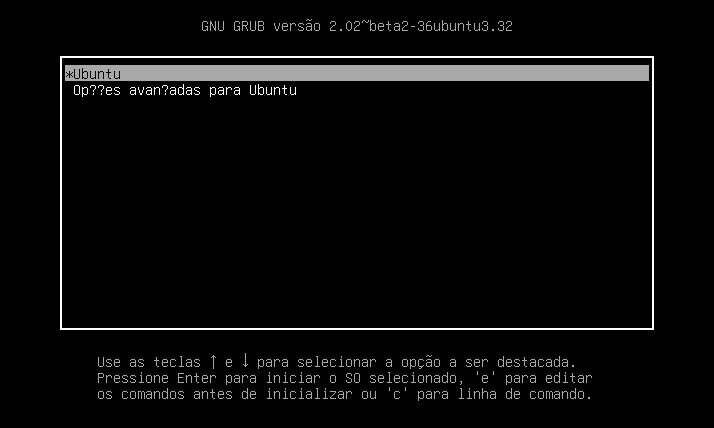 GNU GRUB versão 2.02~beta2-36ubuntu3.32
*Ubuntu
Op??es avan?adas para Ubuntu
Use as teclas ↑ e ↓ para selecionar a opção a ser destacada.
Pressione Enter para iniciar o SO selecionado, 'e' para editar
os comandos antes de inicializar ou 'c' para linha de comando.